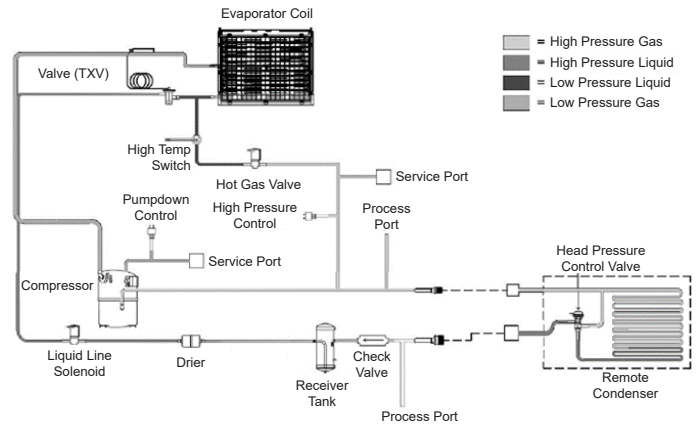 Evaporator Coil
= High Pressure Gas
= High Pressure Liquid
= Low Pressure Liquid
= Low Pressure Gas
Valve (TXV)
High Temp
Switch
Hot Gas Valve
Service Port
Pumpdown
Control
High Pressure
Control
Process
Port
Service Port
Head Pressure
Control Valve
Compressor
Liquid Line
Solenoid
Drier
Receiver
Tank
Check
Valve
Process Port
Remote
Condenser